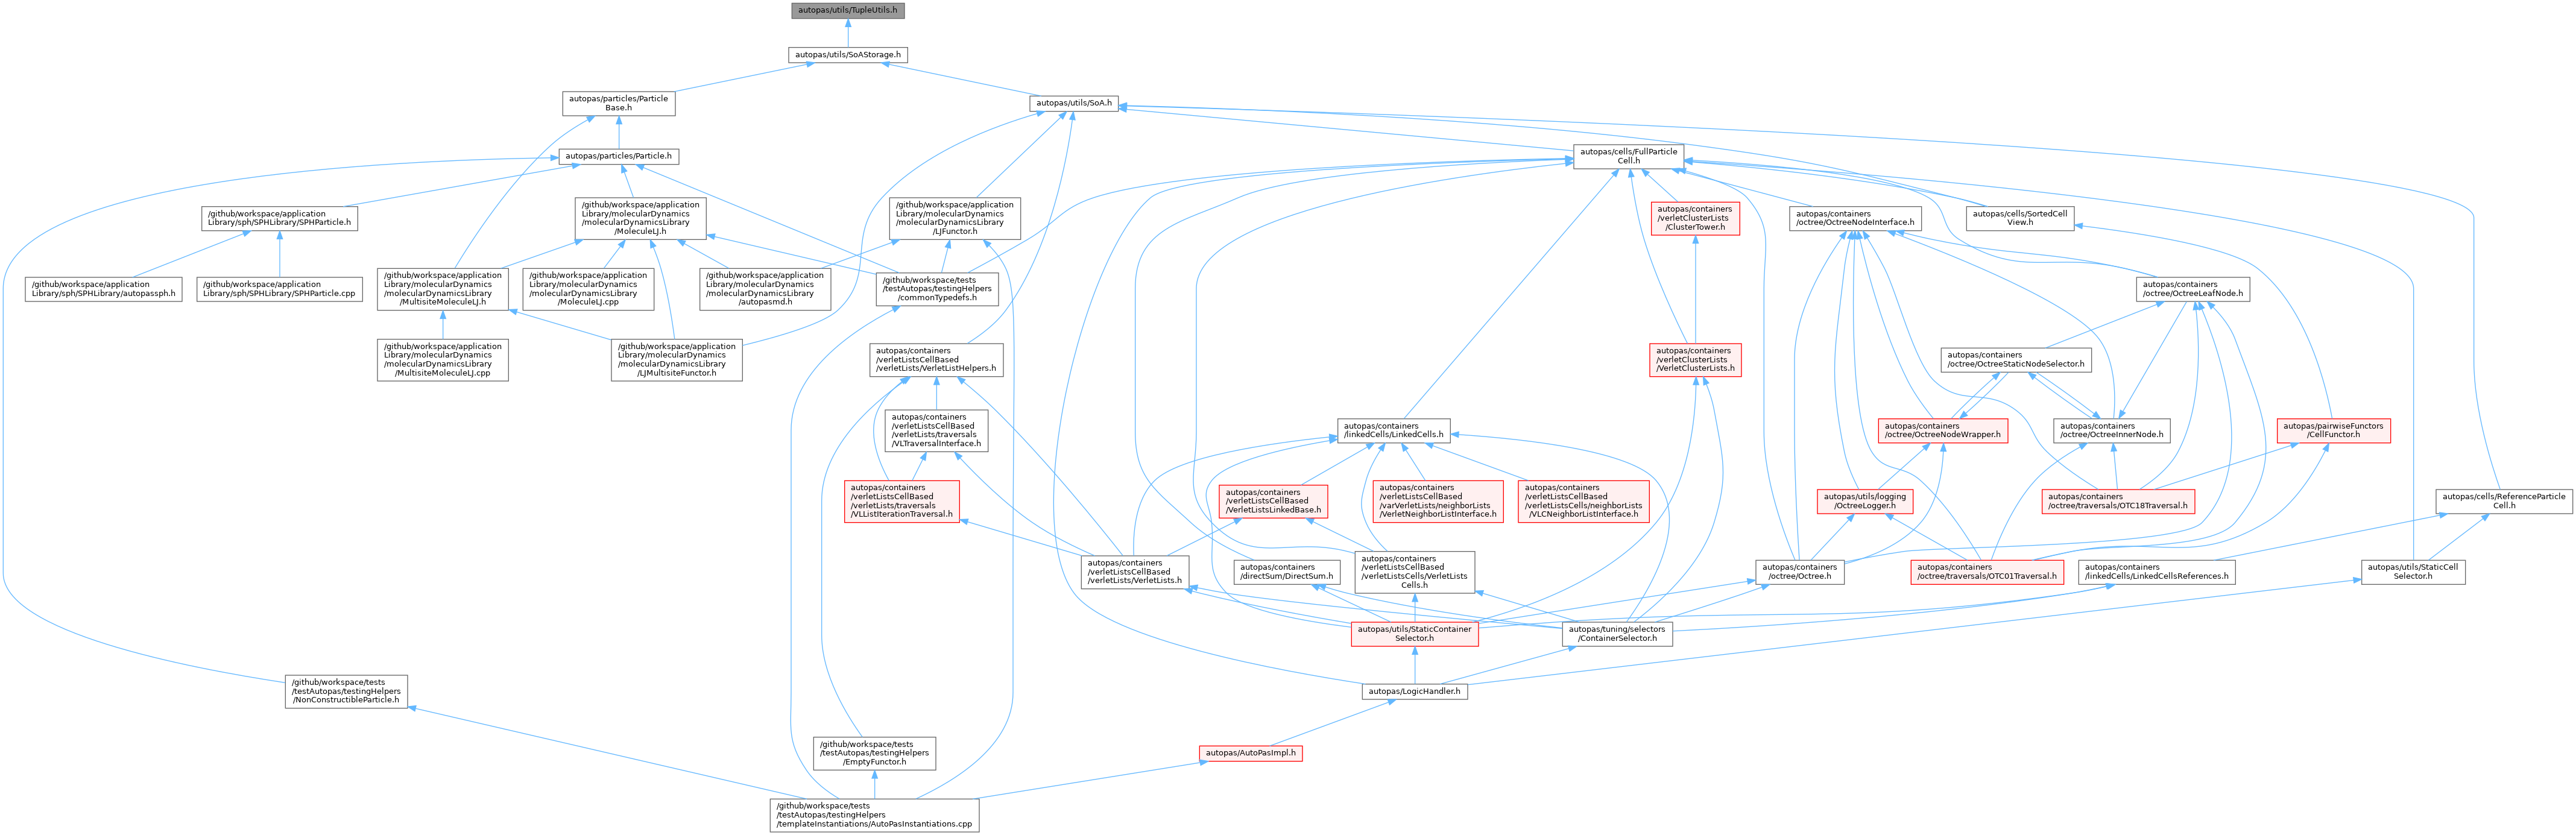 autopas/utils/TupleUtils.h
autopas/utils/SoAStorage.h
autopas/particles/Particle
Base.h
autopas/utils/SoA.h
autopas/particles/Particle.h
autopas/cells/FullParticle
Cell.h
/github/workspace/application
Library/sph/SPHLibrary/SPHParticle.h
/github/workspace/application
Library/molecularDynamics
/molecularDynamicsLibrary
/MoleculeLJ.h
/github/workspace/application
Library/molecularDynamics
/molecularDynamicsLibrary
/LJFunctor.h
autopas/containers
/verletClusterLists
/ClusterTower.h
autopas/containers
/octree/OctreeNodeInterface.h
autopas/cells/SortedCell
View.h
/github/workspace/application
Library/sph/SPHLibrary/autopassph.h
/github/workspace/application
Library/sph/SPHLibrary/SPHParticle.cpp
/github/workspace/application
Library/molecularDynamics
/molecularDynamicsLibrary
/MultisiteMoleculeLJ.h
/github/workspace/application
Library/molecularDynamics
/molecularDynamicsLibrary
/MoleculeLJ.cpp
/github/workspace/application
Library/molecularDynamics
/molecularDynamicsLibrary
/autopasmd.h
/github/workspace/tests
/testAutopas/testingHelpers
/commonTypedefs.h
autopas/containers
/octree/OctreeLeafNode.h
/github/workspace/application
Library/molecularDynamics
/molecularDynamicsLibrary
/MultisiteMoleculeLJ.cpp
/github/workspace/application
Library/molecularDynamics
/molecularDynamicsLibrary
/LJMultisiteFunctor.h
autopas/containers
/verletListsCellBased
/verletLists/VerletListHelpers.h
autopas/containers
/verletClusterLists
/VerletClusterLists.h
autopas/containers
/octree/OctreeStaticNodeSelector.h
autopas/containers
/verletListsCellBased
/verletLists/traversals
/VLTraversalInterface.h
autopas/containers
/linkedCells/LinkedCells.h
autopas/containers
/octree/OctreeNodeWrapper.h
autopas/containers
/octree/OctreeInnerNode.h
autopas/pairwiseFunctors
/CellFunctor.h
autopas/containers
/verletListsCellBased
/verletLists/traversals
/VLListIterationTraversal.h
autopas/containers
/verletListsCellBased
/VerletListsLinkedBase.h
autopas/containers
/verletListsCellBased
/varVerletLists/neighborLists
/VerletNeighborListInterface.h
autopas/containers
/verletListsCellBased
/verletListsCells/neighborLists
/VLCNeighborListInterface.h
autopas/utils/logging
/OctreeLogger.h
autopas/containers
/octree/traversals/OTC18Traversal.h
autopas/cells/ReferenceParticle
Cell.h
autopas/containers
/verletListsCellBased
/verletLists/VerletLists.h
autopas/containers
/directSum/DirectSum.h
autopas/containers
/verletListsCellBased
/verletListsCells/VerletLists
Cells.h
autopas/containers
/octree/Octree.h
autopas/containers
/octree/traversals/OTC01Traversal.h
autopas/containers
/linkedCells/LinkedCellsReferences.h
autopas/utils/StaticCell
Selector.h
autopas/utils/StaticContainer
Selector.h
autopas/tuning/selectors
/ContainerSelector.h
/github/workspace/tests
/testAutopas/testingHelpers
/NonConstructibleParticle.h
autopas/LogicHandler.h
/github/workspace/tests
/testAutopas/testingHelpers
/EmptyFunctor.h
autopas/AutoPasImpl.h
/github/workspace/tests
/testAutopas/testingHelpers
/templateInstantiations/AutoPasInstantiations.cpp